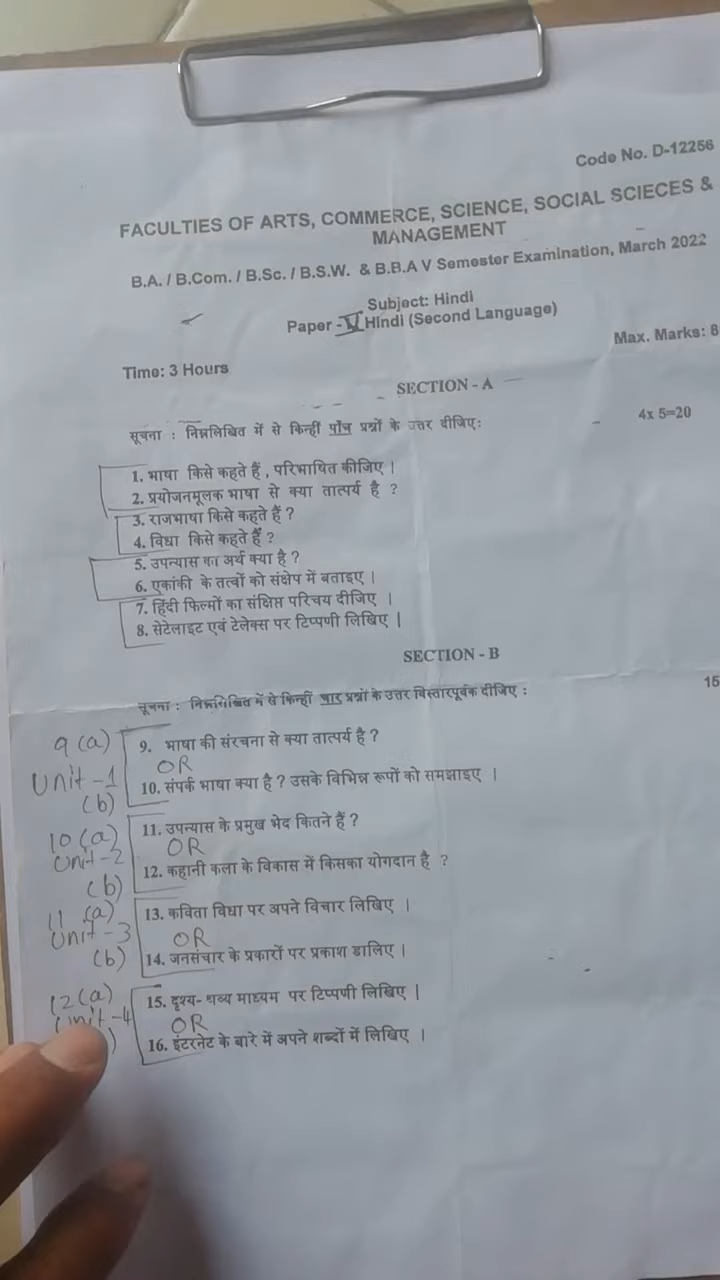 Code No. D-12256
FACULTIES OF ARTS, COMMERCE, SCIENCE, SOCIAL SCIECES &
MANAGEMENT
B.A. / B.Com. / B.Sc. / B.S.W. & B.B.A V Semester Examination, March 2022
Subject: Hindi
Paper - V Hindi (Second Language)
Max. Marks: 8
Time: 3 Hours
SECTION - A
सूचना : निम्नलिखित में से किन्हीं पाँच प्रश्नों के उत्तर दीजिए:
4x 5=20
1. भाषा किसे कहते हैं , परिभाषित कीजिए |
2. प्रयोजनमूलक भाषा से क्या तात्पर्य है ?
3. राजभाषा किसे कहते हैं ?
4. विधा किसे कहते हैं ?
5. उपन्यास का अर्थ क्या है ?
6. एकांकी के तत्वों को संक्षेप में बताइए |
7. हिंदी फिल्मों का संक्षिप्त परिचय दीजिए |
8. सेटेलाइट एवं टेलेक्स पर टिप्पणी लिखिए |
SECTION - B
सूचना : निम्नलिखित में से किन्हीं चार प्रश्नों के उत्तर विस्तारपूर्वक दीजिए :
15
9 (a)
9. भाषा की संरचना से क्या तात्पर्य है ?
OR
Unit - 1
10. संपर्क भाषा क्या है ? उसके विभिन्न रूपों को समझाइए |
(b)
10 (a)
11. उपन्यास के प्रमुख भेद कितने हैं ?
OR
Unit - 2
12. कहानी कला के विकास में किसका योगदान है ?
(b)
11 (a)
13. कविता विधा पर अपने विचार लिखिए |
Unit - 3
OR
(b)
14. जनसंचार के प्रकारों पर प्रकाश डालिए |
12 (a)
15. दृश्य- श्रव्य माध्यम पर टिप्पणी लिखिए |
Unit - 4
OR
16. इंटरनेट के बारे में अपने शब्दों में लिखिए |